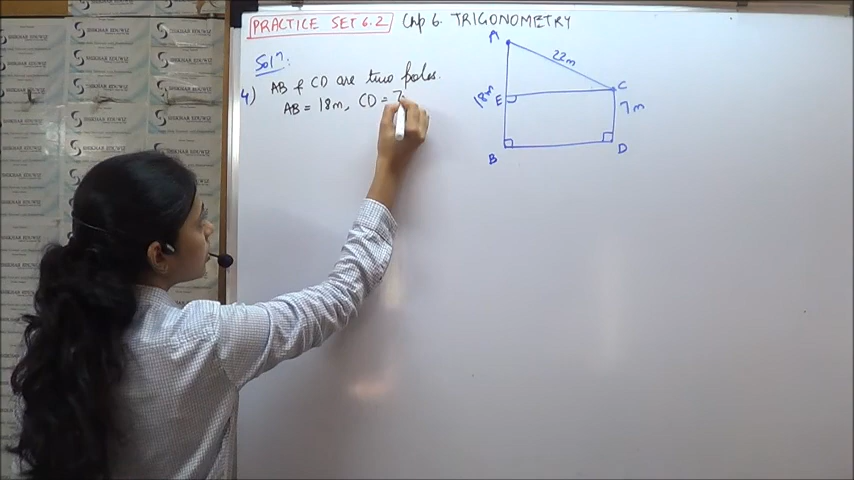 PRACTICE SET 6.2 Chp 6. TRIGONOMETRY
Solⁿ:
4) AB & CD are two poles.
AB = 18m, CD = 7
A
22m
C
18m E
7m
B
D